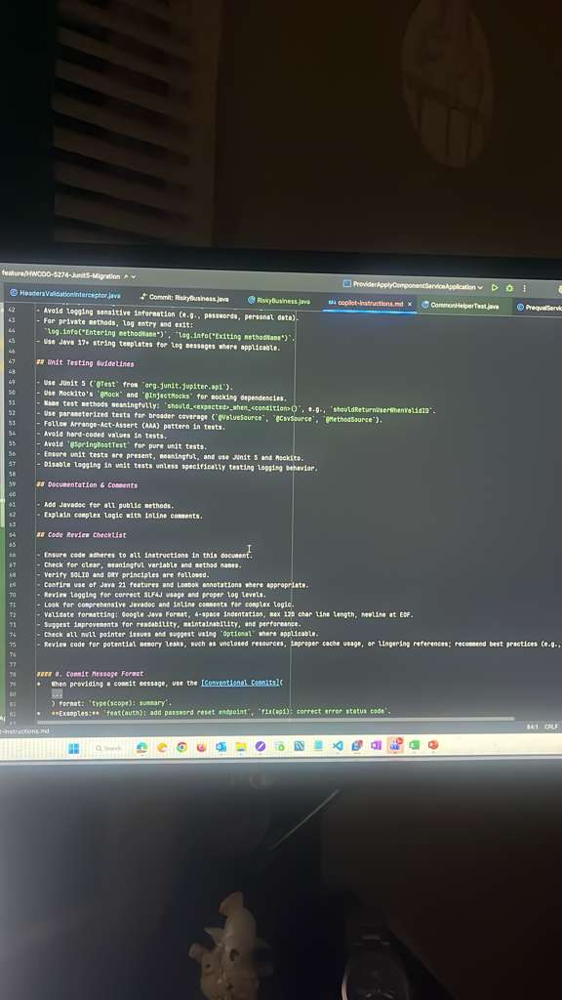 feature/HWCDO-5274-Junit5-Migration
ProviderApplyComponentServiceApplication
HeadersValidationInterceptor.java
Commit: RiskyBusiness.java
RiskyBusiness.java
copilot-instructions.md
CommonHelperTest.java
PrequalServic
42 - Avoid logging sensitive information (e.g., passwords, personal data).
43 - For private methods, log entry and exit:
44 `log.info("Entering methodName")`, `log.info("Exiting methodName")`.
45 - Use Java 17+ string templates for log messages where applicable.
46
47 ## Unit Testing Guidelines
48
49 - Use JUnit 5 (`@Test` from `org.junit.jupiter.api`).
50 - Use Mockito's `@Mock` and `@InjectMocks` for mocking dependencies.
51 - Name test methods meaningfully: `should_<expected>_when_<condition>()`, e.g., `shouldReturnUserWhenValidID`.
52 - Use parameterized tests for broader coverage (`@ValueSource`, `@CsvSource`, `@MethodSource`).
53 - Follow Arrange-Act-Assert (AAA) pattern in tests.
54 - Avoid hard-coded values in tests.
55 - Avoid `@SpringBootTest` for pure unit tests.
56 - Ensure unit tests are present, meaningful, and use JUnit 5 and Mockito.
57 - Disable logging in unit tests unless specifically testing logging behavior.
58
59 ## Documentation & Comments
60
61 - Add Javadoc for all public methods.
62 - Explain complex logic with inline comments.
63
64 ## Code Review Checklist
65
66 - Ensure code adheres to all instructions in this document.
67 - Check for clear, meaningful variable and method names.
68 - Verify SOLID and DRY principles are followed.
69 - Confirm use of Java 21 features and Lombok annotations where appropriate.
70 - Review logging for correct SLF4J usage and proper log levels.
71 - Look for comprehensive Javadoc and inline comments for complex logic.
72 - Validate formatting: Google Java Format, 4-space indentation, max 120 char line length, newline at EOF.
73 - Suggest improvements for readability, maintainability, and performance.
74 - Check all null pointer issues and suggest using `Optional` where applicable.
75 - Review code for potential memory leaks, such as unclosed resources, improper cache usage, or lingering references; recommend best practices (e.g.,
76
77
78 #### 8. Commit Message Format
79 * When providing a commit message, use the [Conventional Commits](
80 ...
81 ) format: `type(scope): summary`.
82 * **Examples:** `feat(auth): add password reset endpoint`, `fix(api): correct error status code`.
t-instructions.md
84:1 CRLF
Search